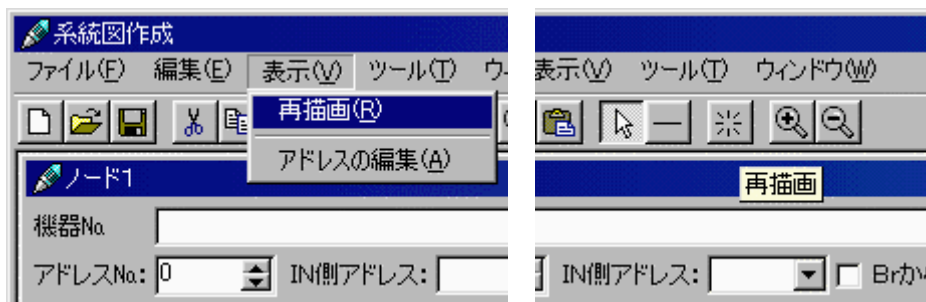 系統図作成
ファイル(F) 編集(E) 表示(V) ツール(T) ウ
再描画(R)
アドレスの編集(A)
ノード1
機器No.
アドレスNo.: 0 IN側アドレス:
表示(V) ツール(T) ウィンドウ(W)
再描画
IN側アドレス: Brか